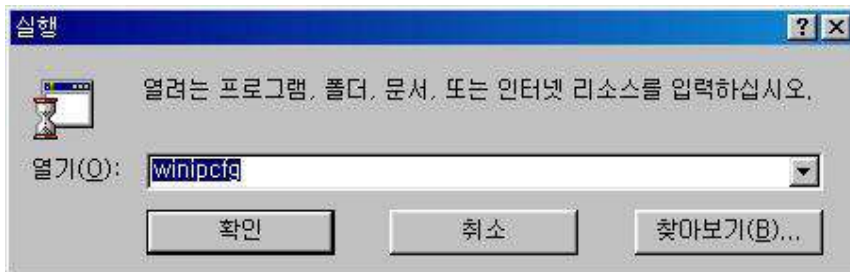 실행
열려는 프로그램, 폴더, 문서, 또는 인터넷 리소스를 입력하십시오.
열기(O): winipcfg
확인 취소 찾아보기(B)...